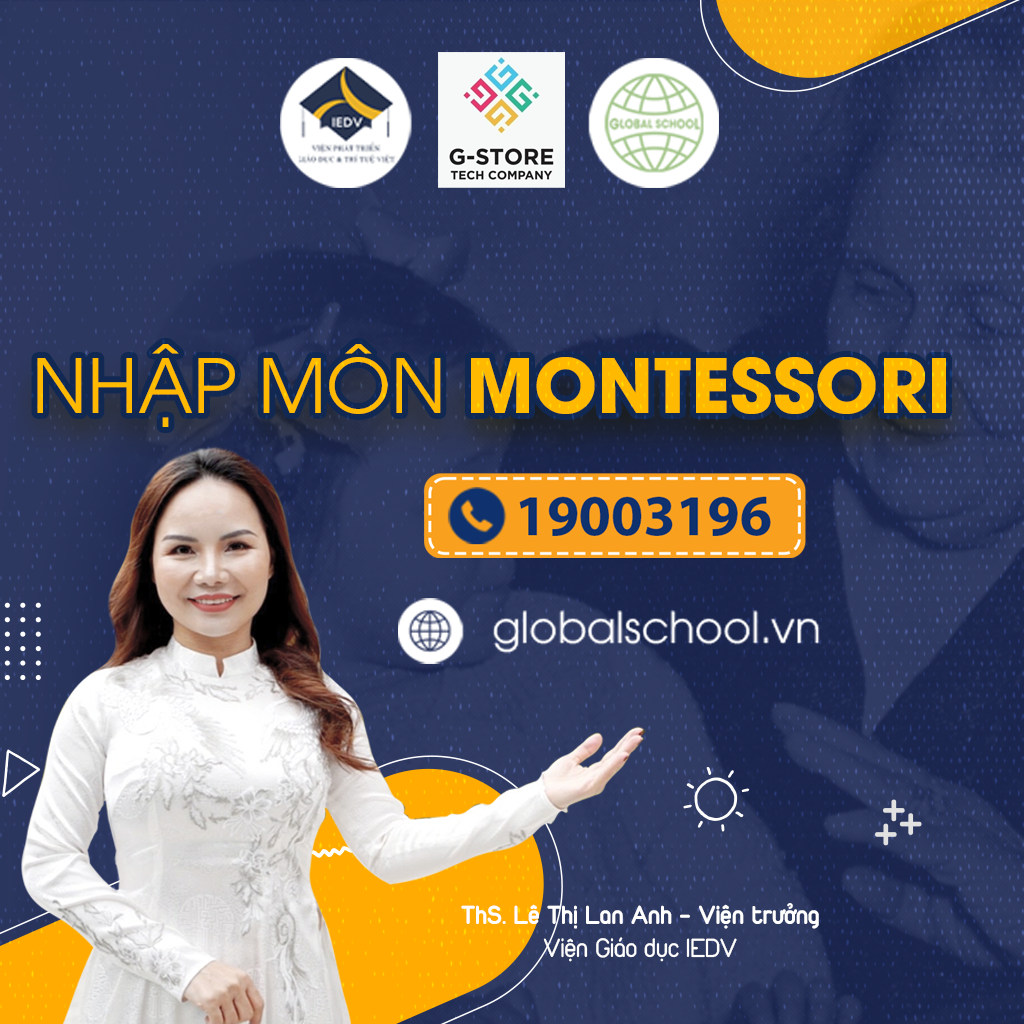 IEDV
VIỆN PHÁT TRIỂN
GIÁO DỤC & TRÍ TUỆ VIỆT
G-STORE
TECH COMPANY
GLOBAL SCHOOL
NHẬP MÔN MONTESSORI
19003196
globalschool.vn
ThS. Lê Thị Lan Anh - Viện trưởng
Viện Giáo dục IEDV